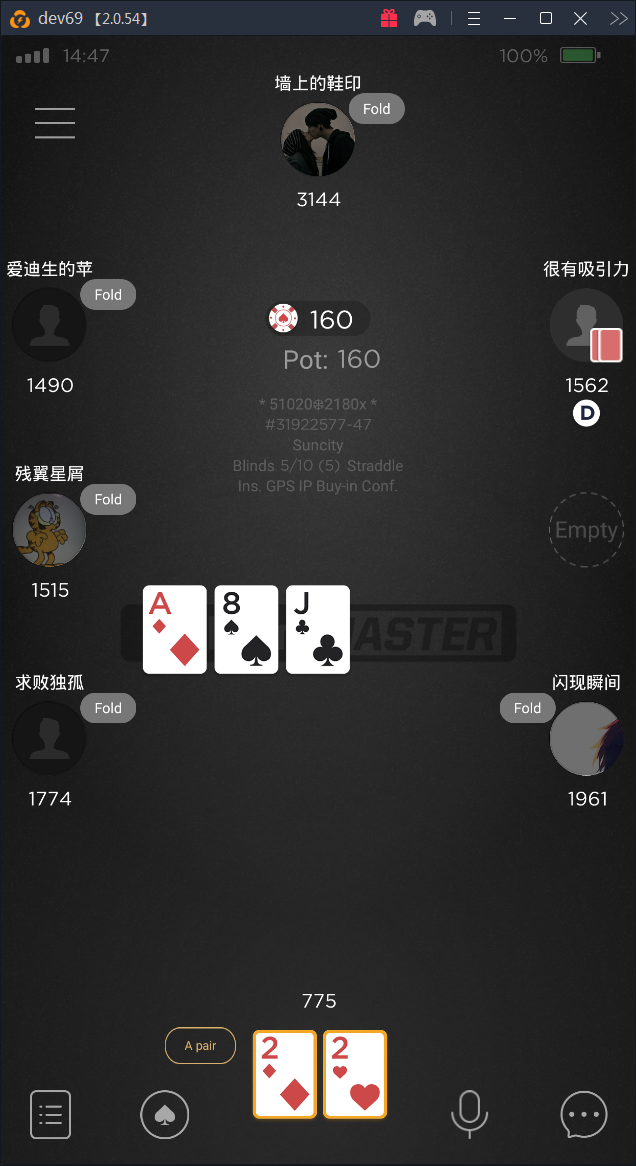 dev69 【2.0.54】
14:47
100%
墙上的鞋印
Fold
3144
爱迪生的苹
Fold
1490
很有吸引力
1562
D
160
Pot: 160
* 51020❉2180x *
#31922577-47
Suncity
Blinds 5/10 (5) Straddle
Ins. GPS IP Buy-in Conf.
残翼星屑
Fold
1515
Empty
A
8
J
ASTER
求败独孤
Fold
1774
闪现瞬间
Fold
1961
775
A pair
2
2